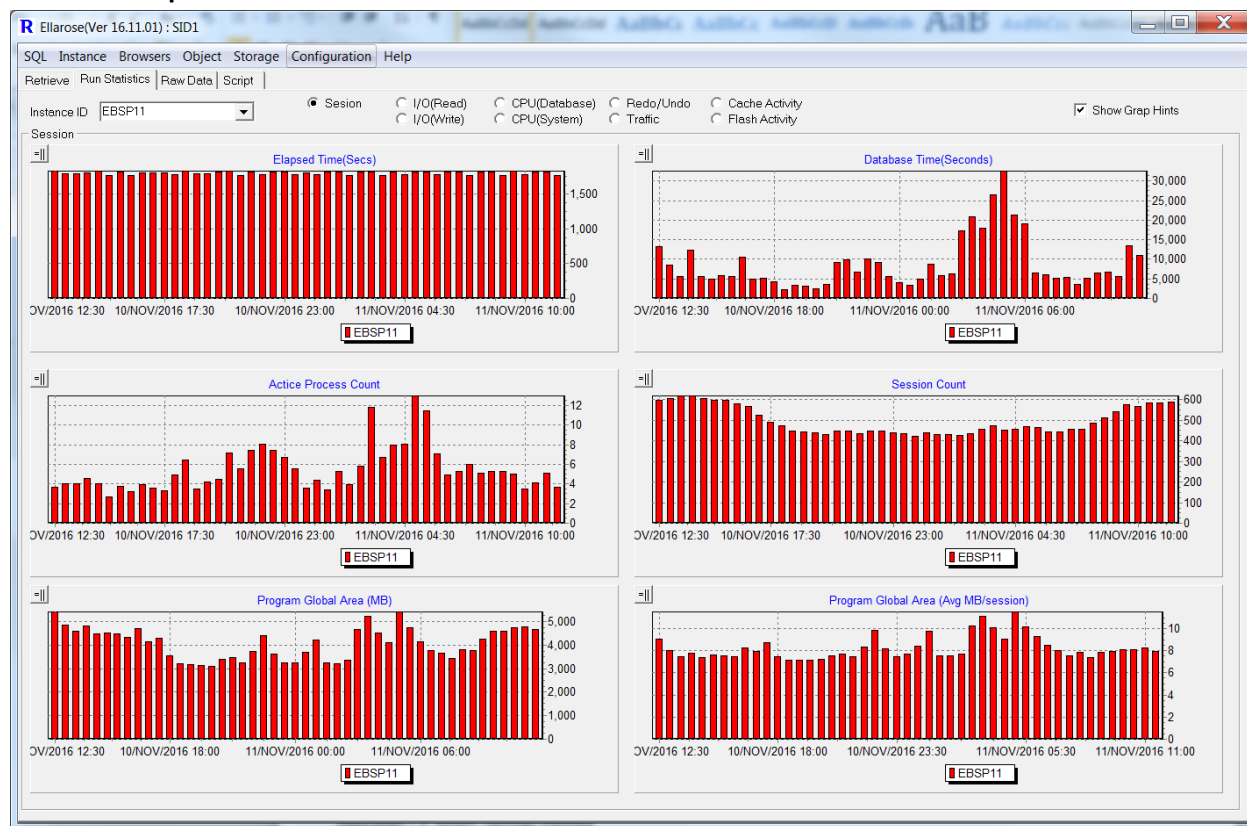 Ellarose(Ver 16.11.01) : SID1
SQL Instance Browsers Object Storage Configuration Help
Retrieve Run Statistics Raw Data Script
Instance ID EBSP11
Sesion I/O(Read) CPU(Database) Redo/Undo Cache Activity
I/O(Write) CPU(System) Traffic Flash Activity
Show Grap Hints
Session
Elapsed Time(Secs)
1,500
1,000
500
0
OV/2016 12:30 10/NOV/2016 17:30 10/NOV/2016 23:00 11/NOV/2016 04:30 11/NOV/2016 10:00
EBSP11
Database Time(Seconds)
30,000
25,000
20,000
15,000
10,000
5,000
0
OV/2016 12:30 10/NOV/2016 18:00 11/NOV/2016 00:00 11/NOV/2016 06:00
EBSP11
Actice Process Count
12
10
8
6
4
2
0
OV/2016 12:30 10/NOV/2016 17:30 10/NOV/2016 23:00 11/NOV/2016 04:30 11/NOV/2016 10:00
EBSP11
Session Count
600
500
400
300
200
100
0
OV/2016 12:30 10/NOV/2016 17:30 10/NOV/2016 23:00 11/NOV/2016 04:30 11/NOV/2016 10:00
EBSP11
Program Global Area (MB)
5,000
4,000
3,000
2,000
1,000
0
OV/2016 12:30 10/NOV/2016 18:00 11/NOV/2016 00:00 11/NOV/2016 06:00
EBSP11
Program Global Area (Avg MB/session)
10
8
6
4
2
0
OV/2016 12:30 10/NOV/2016 18:00 10/NOV/2016 23:30 11/NOV/2016 05:30 11/NOV/2016 11:00
EBSP11